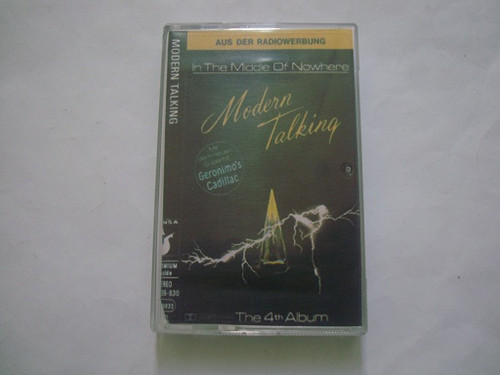 AUS DER RADIOWERBUNG
In The Middle Of Nowhere
MODERN TALKING
Modern
Talking
Geronimo's
Cadillac
The 4th Album